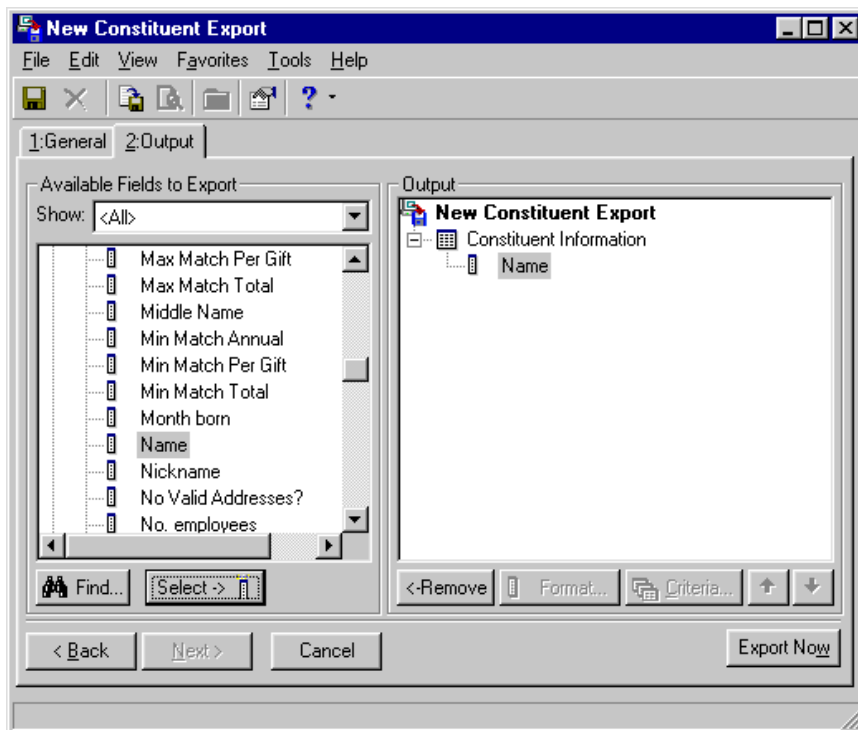 New Constituent Export
File Edit View Favorites Tools Help
?
1:General 2:Output
Available Fields to Export
Show: <All>
Max Match Per Gift
Max Match Total
Middle Name
Min Match Annual
Min Match Per Gift
Min Match Total
Month born
Name
Nickname
No Valid Addresses?
No. employees
Find... Select ->
Output
New Constituent Export
Constituent Information
Name
<-Remove Format... Criteria...
< Back Next > Cancel Export Now